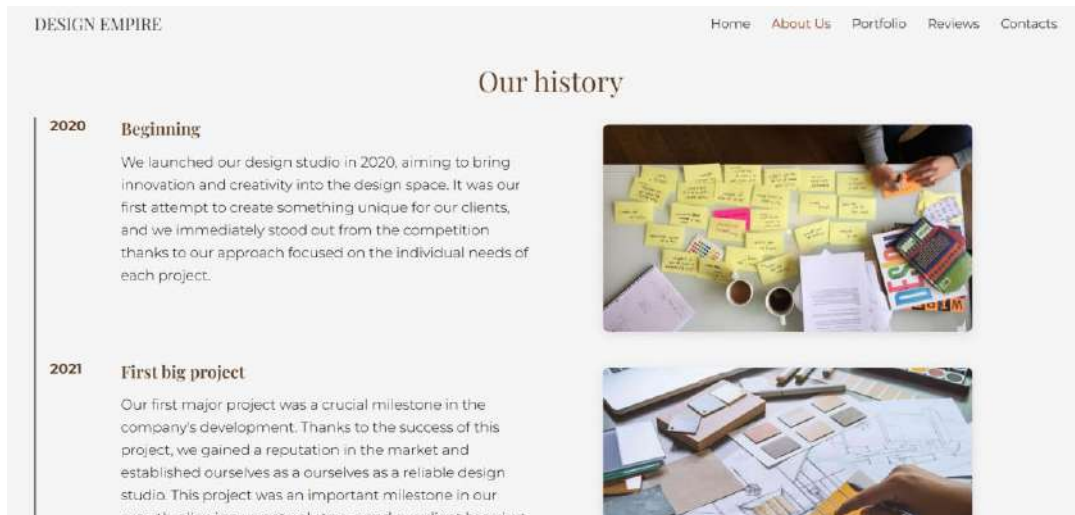 DESIGN EMPIRE
Home About Us Portfolio Reviews Contacts
Our history
2020
Beginning
We launched our design studio in 2020, aiming to bring
innovation and creativity into the design space. It was our
first attempt to create something unique for our clients,
and we immediately stood out from the competition
thanks to our approach focused on the individual needs of
each project.
DESIGN
2021
First big project
Our first major project was a crucial milestone in the
company's development. Thanks to the success of this
project, we gained a reputation in the market and
established ourselves as a ourselves as a reliable design
studio. This project was an important milestone in our